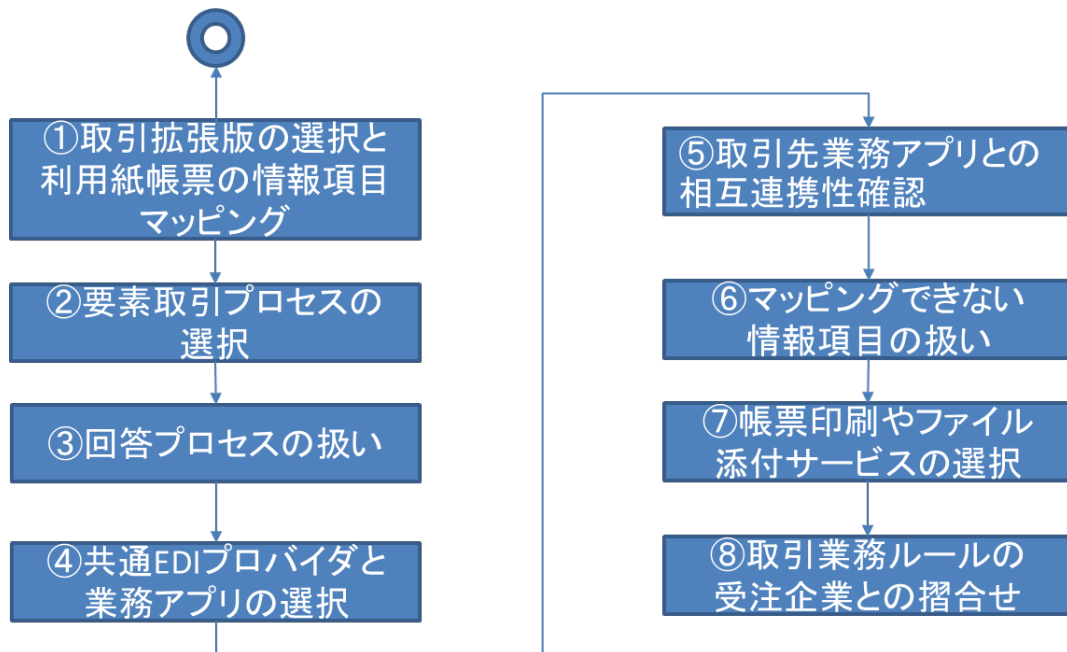 ①取引拡張版の選択と
利用紙帳票の情報項目
マッピング
②要素取引プロセスの
選択
③回答プロセスの扱い
④共通EDIプロバイダと
業務アプリの選択
⑤取引先業務アプリとの
相互連携性確認
⑥マッピングできない
情報項目の扱い
⑦帳票印刷やファイル
添付サービスの選択
⑧取引業務ルールの
受注企業との摺合せ